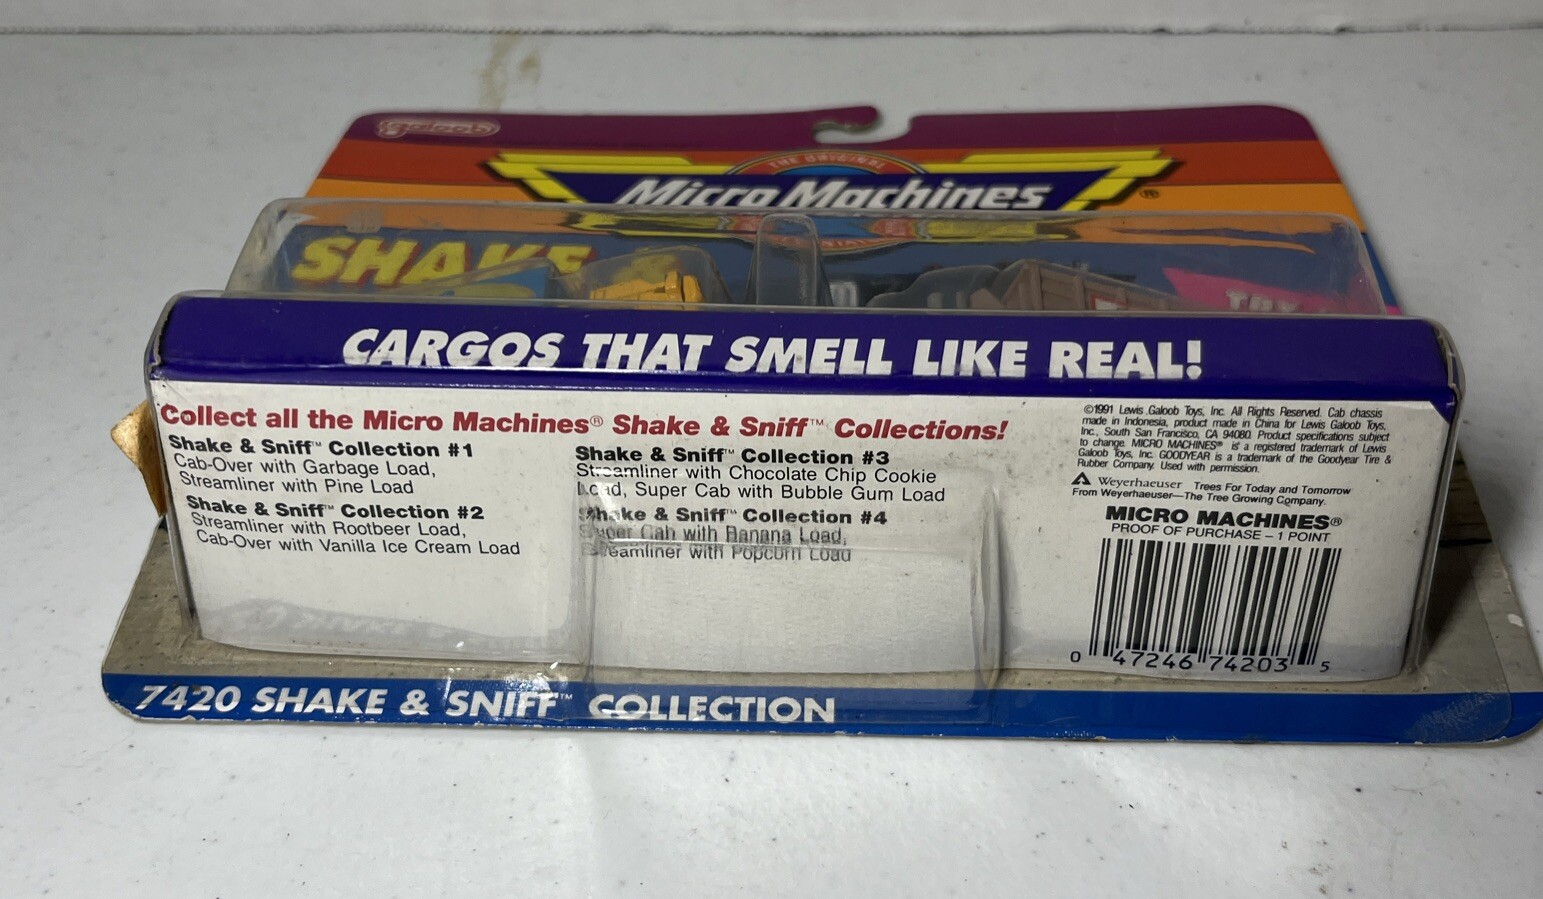 galoob
THE ORIGINAL
Micro Machines®
SHAKE
TRY
CARGOS THAT SMELL LIKE REAL!
Collect all the Micro Machines® Shake & Sniff™ Collections!
Shake & Sniff™ Collection #1
Cab-Over with Garbage Load,
Streamliner with Pine Load
Shake & Sniff™ Collection #2
Streamliner with Rootbeer Load,
Cab-Over with Vanilla Ice Cream Load
Shake & Sniff™ Collection #3
Streamliner with Chocolate Chip Cookie
Load, Super Cab with Bubble Gum Load
Shake & Sniff™ Collection #4
Super Cab with Banana Load,
Streamliner with Popcorn Load
©1991 Lewis Galoob Toys, Inc. All Rights Reserved. Cab chassis
made in Indonesia, product made in China for Lewis Galoob Toys,
Inc., South San Francisco, CA 94080. Product specifications subject
to change. MICRO MACHINES® is a registered trademark of Lewis
Galoob Toys, Inc. GOODYEAR is a trademark of the Goodyear Tire &
Rubber Company. Used with permission.
Weyerhaeuser Trees For Today and Tomorrow
From Weyerhaeuser—The Tree Growing Company.
MICRO MACHINES®
PROOF OF PURCHASE – 1 POINT
0 47246 74203 5
7420 SHAKE & SNIFF™ COLLECTION